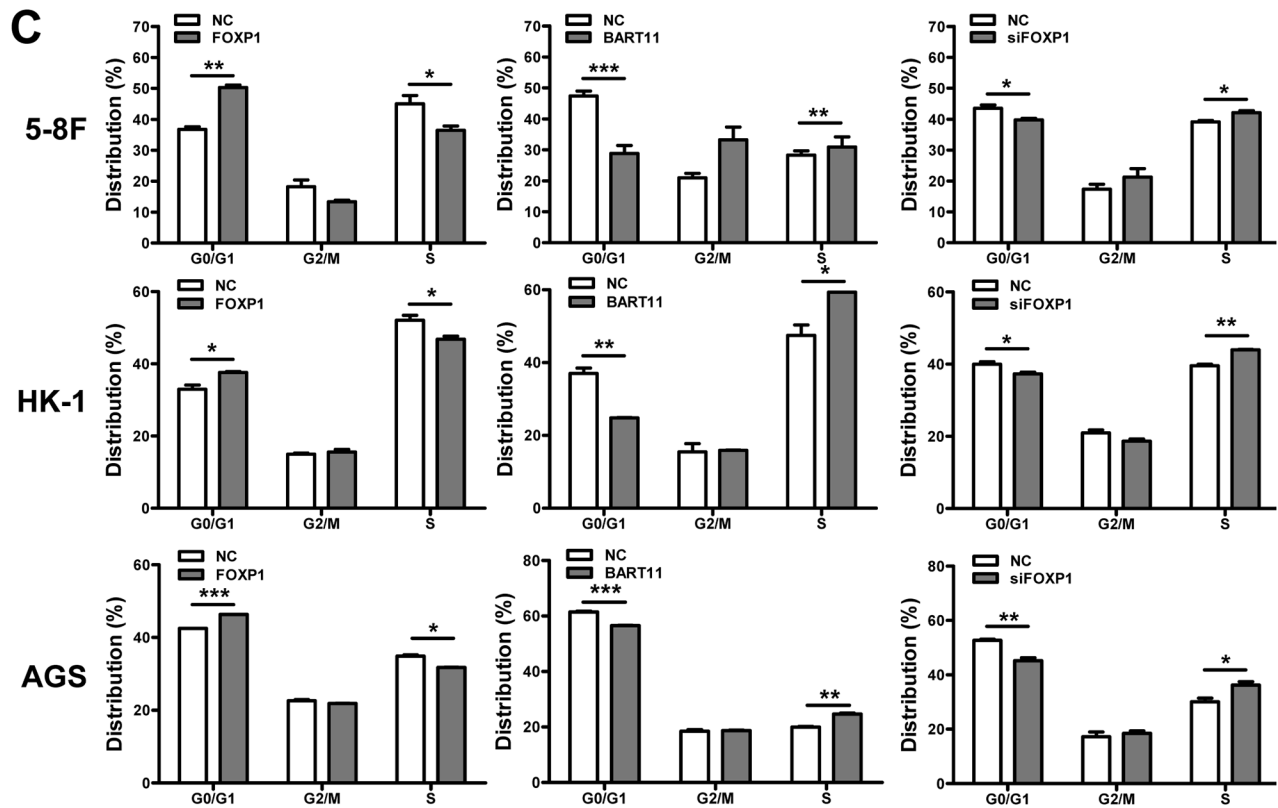 C
5-8F
NC
FOXP1
Distribution (%)
70
60
50
40
30
20
10
0
**
*
G0/G1 G2/M S
NC
BART11
Distribution (%)
70
60
50
40
30
20
10
0
***
**
G0/G1 G2/M S
NC
siFOXP1
Distribution (%)
70
60
50
40
30
20
10
0
*
*
G0/G1 G2/M S
HK-1
NC
FOXP1
Distribution (%)
60
40
20
0
*
*
G0/G1 G2/M S
NC
BART11
Distribution (%)
60
40
20
0
**
*
G0/G1 G2/M S
NC
siFOXP1
Distribution (%)
60
40
20
0
*
**
G0/G1 G2/M S
AGS
NC
FOXP1
Distribution (%)
60
40
20
0
***
*
G0/G1 G2/M S
NC
BART11
Distribution (%)
80
60
40
20
0
***
**
G0/G1 G2/M S
NC
siFOXP1
Distribution (%)
80
60
40
20
0
**
*
G0/G1 G2/M S